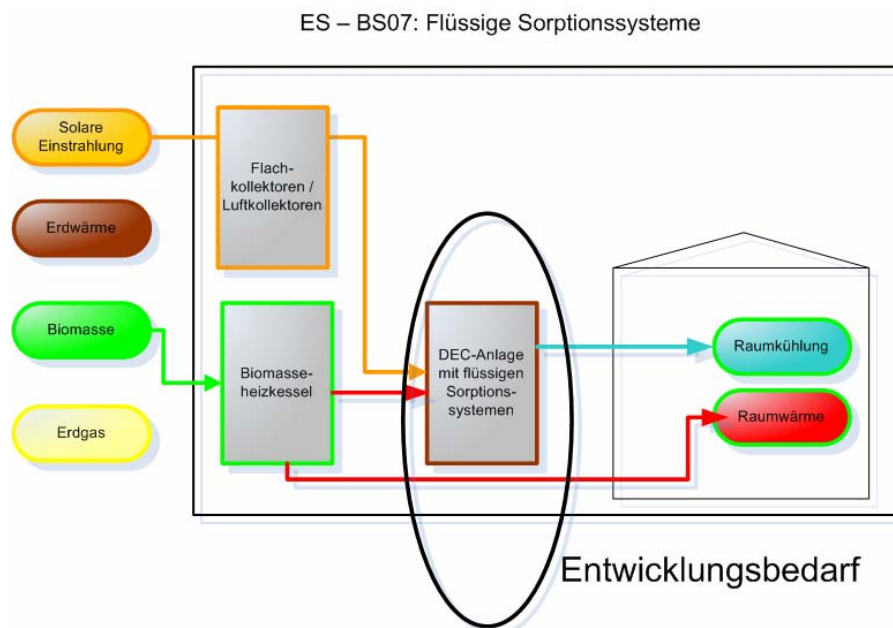 ES – BS07: Flüssige Sorptionssysteme
Solare
Einstrahlung
Flach-
kollektoren /
Luftkollektoren
Erdwärme
Biomasse
Biomasse-
heizkessel
DEC-Anlage
mit flüssigen
Sorptions-
systemen
Raumkühlung
Raumwärme
Erdgas
Entwicklungsbedarf